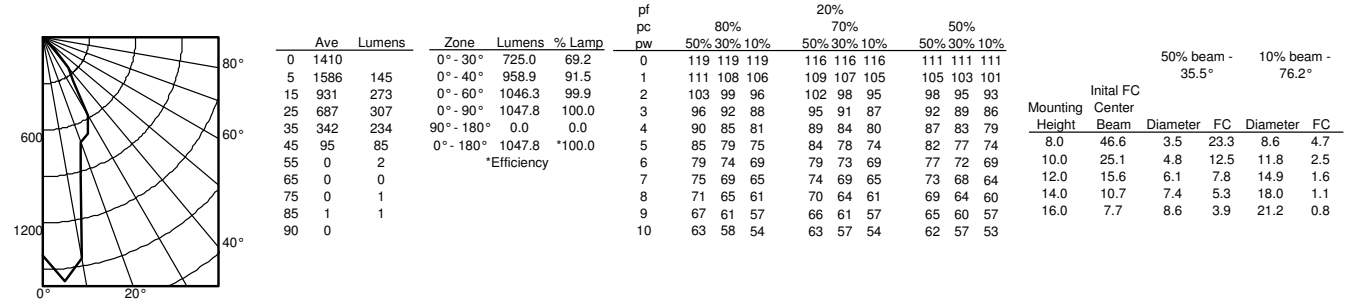 600
1200
0°
20°
40°
60°
80°
Ave Lumens
0 1410
5 1586 145
15 931 273
25 687 307
35 342 234
45 95 85
55 0 2
65 0 0
75 0 1
85 1 1
90 0
Zone Lumens % Lamp
0° - 30° 725.0 69.2
0° - 40° 958.9 91.5
0° - 60° 1046.3 99.9
0° - 90° 1047.8 100.0
90° - 180° 0.0 0.0
0° - 180° 1047.8 *100.0
*Efficiency
pf 20%
pc 80% 70% 50%
pw 50% 30% 10% 50% 30% 10% 50% 30% 10%
0 119 119 119 116 116 116 111 111 111
1 111 108 106 109 107 105 105 103 101
2 103 99 96 102 98 95 98 95 93
3 96 92 88 95 91 87 92 89 86
4 90 85 81 89 84 80 87 83 79
5 85 79 75 84 78 74 82 77 74
6 79 74 69 79 73 69 77 72 69
7 75 69 65 74 69 65 73 68 64
8 71 65 61 70 64 61 69 64 60
9 67 61 57 66 61 57 65 60 57
10 63 58 54 63 57 54 62 57 53
50% beam - 10% beam -
35.5° 76.2°
Inital FC
Mounting Center
Height Beam Diameter FC Diameter FC
8.0 46.6 3.5 23.3 8.6 4.7
10.0 25.1 4.8 12.5 11.8 2.5
12.0 15.6 6.1 7.8 14.9 1.6
14.0 10.7 7.4 5.3 18.0 1.1
16.0 7.7 8.6 3.9 21.2 0.8